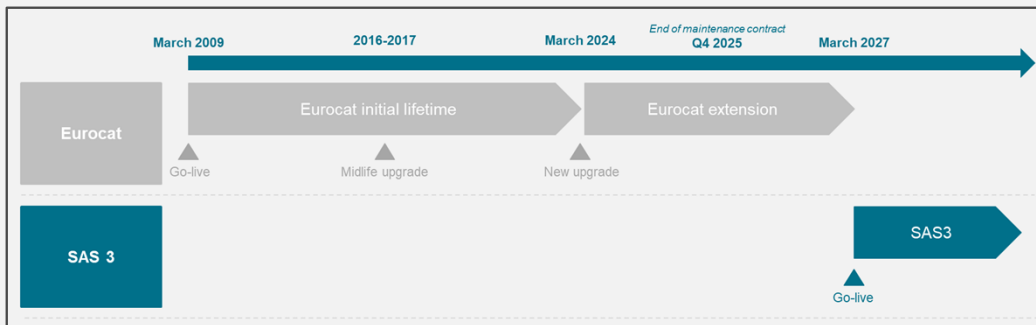 End of maintenance contract
March 2009 2016-2017 March 2024 Q4 2025 March 2027
Eurocat
Eurocat initial lifetime Eurocat extension
Go-live Midlife upgrade New upgrade
SAS 3
SAS3
Go-live